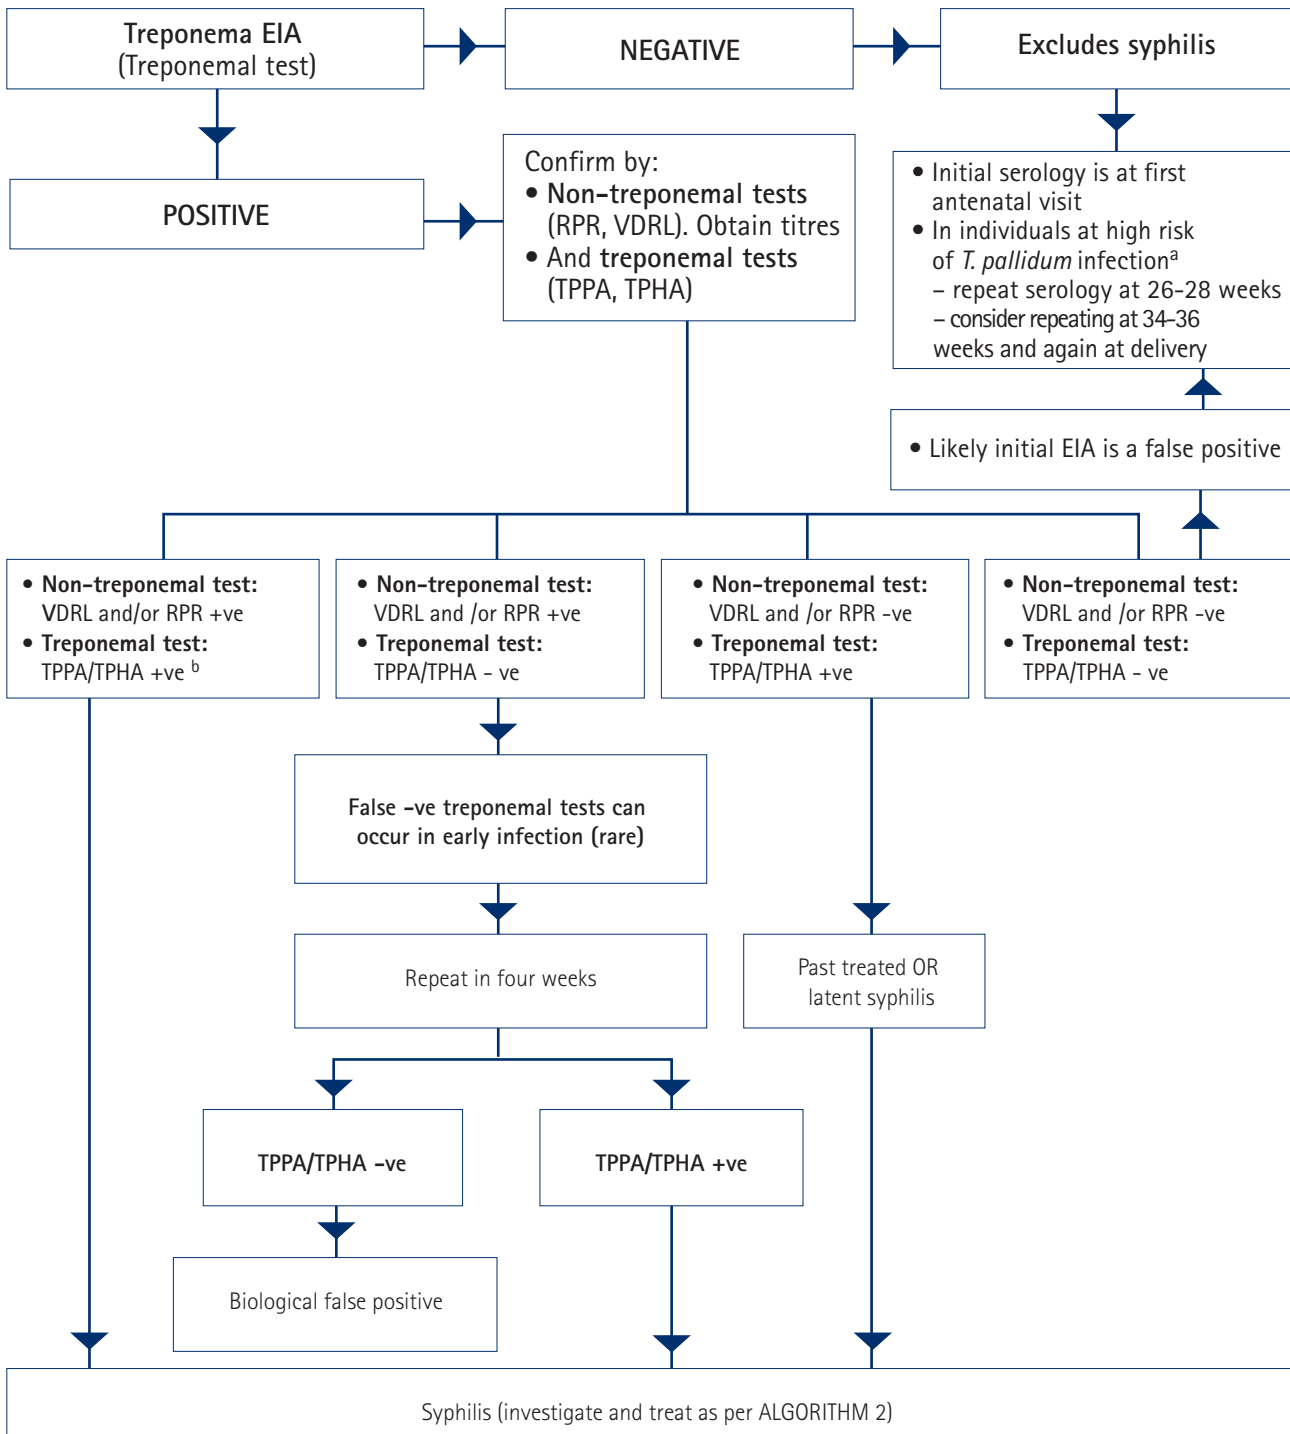 Treponema EIA
(Treponemal test)
NEGATIVE
Excludes syphilis
POSITIVE
Confirm by:
• Non-treponemal tests
(RPR, VDRL). Obtain titres
• And treponemal tests
(TPPA, TPHA)
• Initial serology is at first
antenatal visit
• In individuals at high risk
of T. pallidum infection a
– repeat serology at 26-28 weeks
– consider repeating at 34-36
weeks and again at delivery
• Likely initial EIA is a false positive
• Non-treponemal test:
VDRL and/or RPR +ve
• Treponemal test:
TPPA/TPHA +ve b
• Non-treponemal test:
VDRL and /or RPR +ve
• Treponemal test:
TPPA/TPHA - ve
• Non-treponemal test:
VDRL and /or RPR -ve
• Treponemal test:
TPPA/TPHA +ve
• Non-treponemal test:
VDRL and /or RPR -ve
• Treponemal test:
TPPA/TPHA - ve
False -ve treponemal tests can
occur in early infection (rare)
Repeat in four weeks
Past treated OR
latent syphilis
TPPA/TPHA -ve
TPPA/TPHA +ve
Biological false positive
Syphilis (investigate and treat as per ALGORITHM 2)